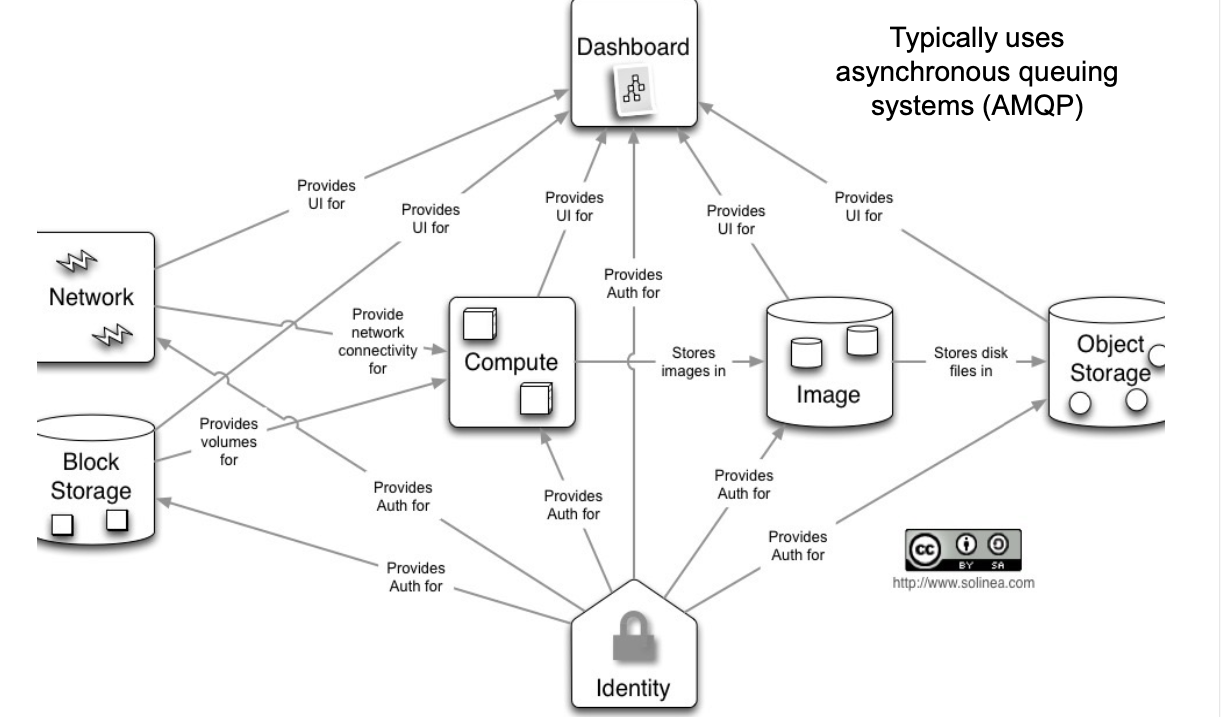 Dashboard
Typically uses
asynchronous queuing
systems (AMQP)
Provides
UI for
Provides
UI for
Provides
UI for
Provides
UI for
Provides
UI for
Network
Provides
Auth for
Provide
network
connectivity
for
Compute
Stores
images in
Image
Stores disk
files in
Object
Storage
Block
Storage
Provides
volumes
for
Provides
Auth for
Provides
Auth for
Provides
Auth for
Provides
Auth for
Provides
Auth for
cc
BY SA
http://www.solinea.com
Identity